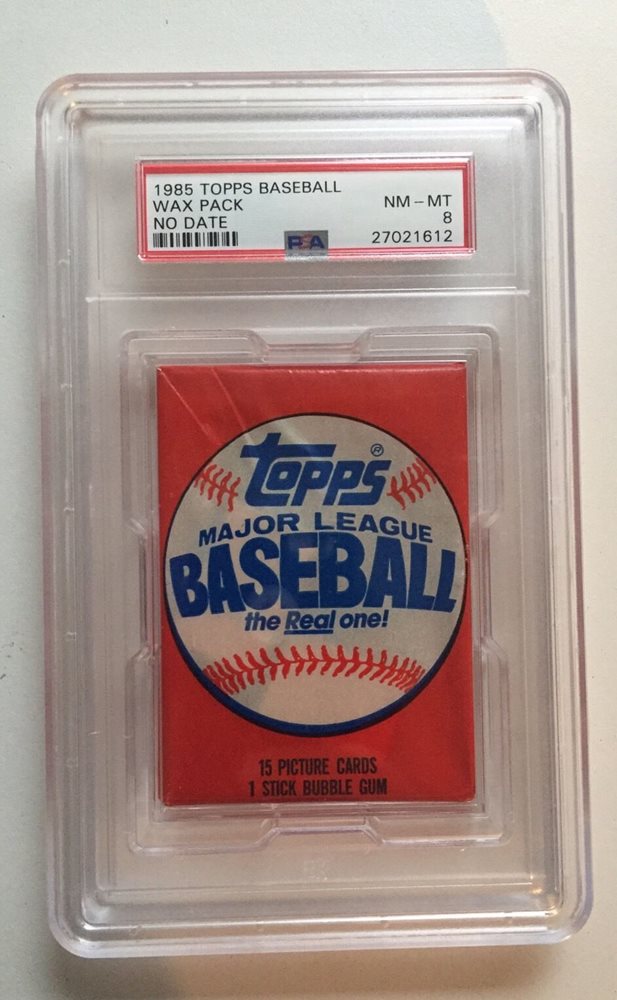 1985 TOPPS BASEBALL
WAX PACK NM - MT
NO DATE 8
PSA 27021612
topps ®
MAJOR LEAGUE
BASEBALL
the Real one!
15 PICTURE CARDS
1 STICK BUBBLE GUM